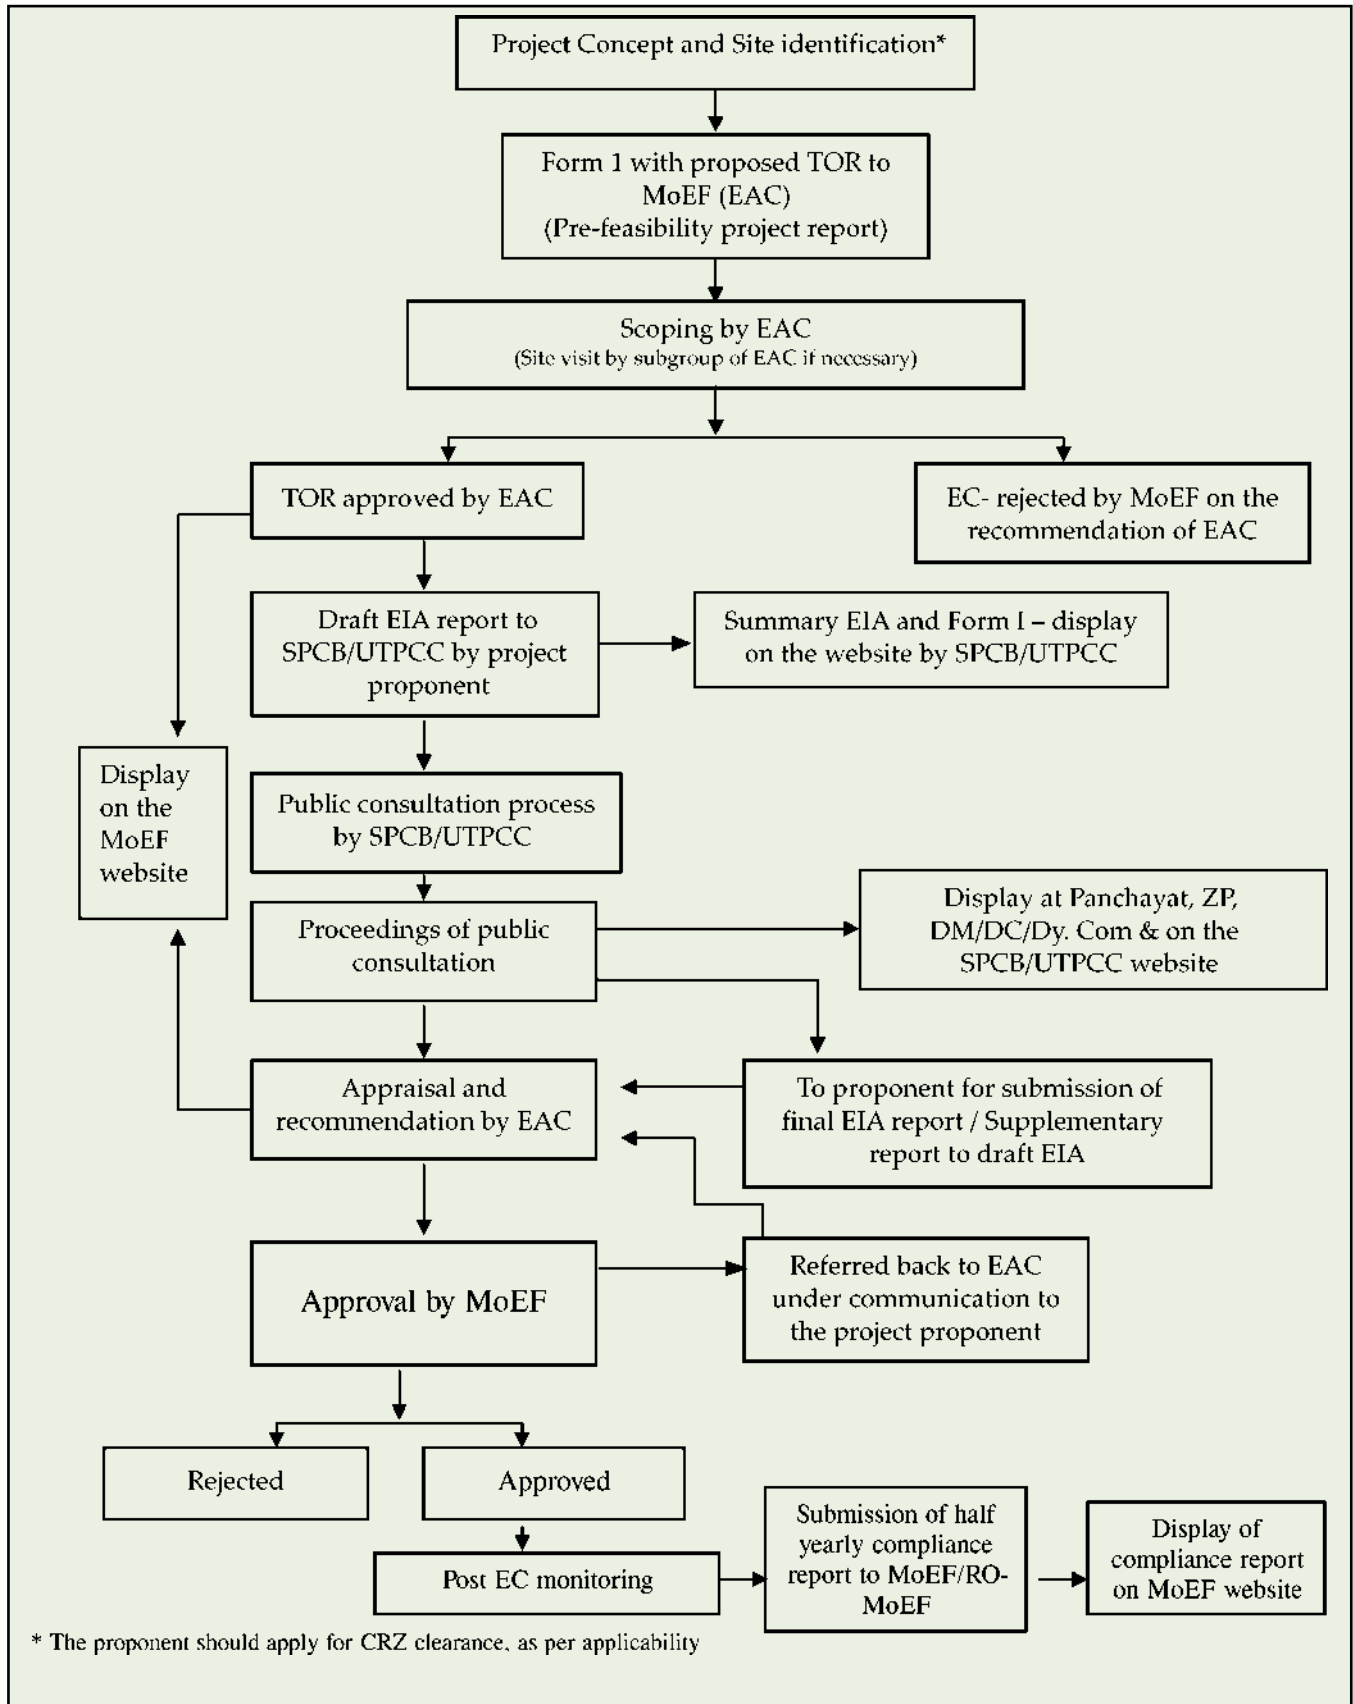 Project Concept and Site identification*
Form 1 with proposed TOR to
MoEF (EAC)
(Pre-feasibility project report)
Scoping by EAC
(Site visit by subgroup of EAC if necessary)
TOR approved by EAC
EC- rejected by MoEF on the
recommendation of EAC
Draft EIA report to
SPCB/UTPCC by project
proponent
Summary EIA and Form I – display
on the website by SPCB/UTPCC
Display
on the
MoEF
website
Public consultation process
by SPCB/UTPCC
Proceedings of public
consultation
Display at Panchayat, ZP,
DM/DC/Dy. Com & on the
SPCB/UTPCC website
Appraisal and
recommendation by EAC
To proponent for submission of
final EIA report / Supplementary
report to draft EIA
Approval by MoEF
Referred back to EAC
under communication to
the project proponent
Rejected
Approved
Post EC monitoring
Submission of half
yearly compliance
report to MoEF/RO-
MoEF
Display of
compliance report
on MoEF website
* The proponent should apply for CRZ clearance, as per applicability